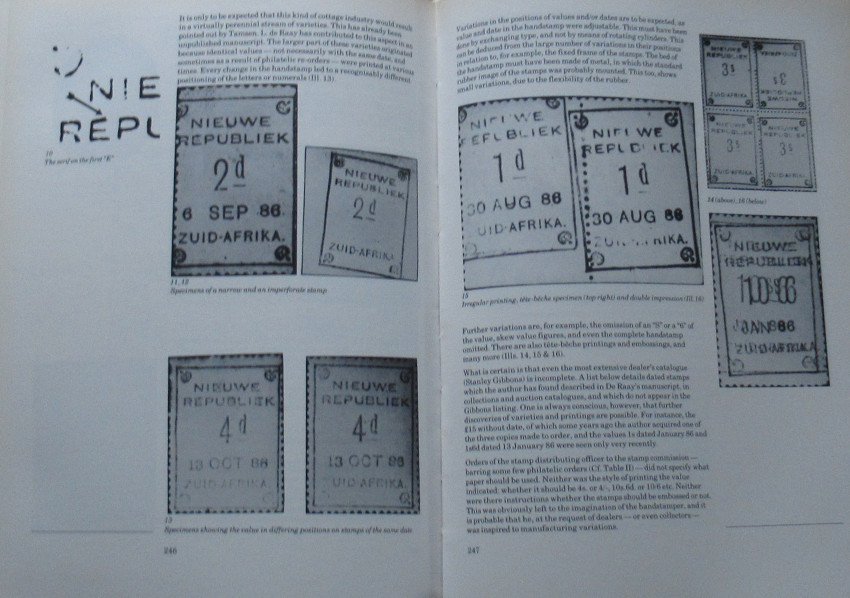 It is only to be expected that this kind of cottage industry would result
in a virtually perennial stream of varieties. This has already been
pointed out by Tamsen. L. de Raay has contributed to this aspect in an
unpublished manuscript. The larger part of these varieties originated
because identical values — not necessarily with the same date, and
sometimes as a result of philatelic re-orders — were printed at various
times. Every change in the handstamp led to a recognisably different
positioning of the letters or numerals (Ill. 13).
N!E
REPU
10
The serif on the first "E"
NIEUWE
REPUBLIEK
2d
6 SEP 86.
ZUID-AFRIKA.
NIEUWE
REPUBLIEK
2d
ZUID-AFRIKA
11, 12
Specimens of a narrow and an imperforate stamp
NIEUWE
REPUBLIEK
4d
13 OCT 86
ZUID-AFRIKA.
NIEUWE
REPUBLIEK
4d
13 OCT 86
ZUID-AFRIKA.
13
Specimens showing the value in differing positions on stamps of the same date
246
Variations in the positions of values and/or dates are to be expected, as
value and date in the handstamp were adjustable. This must have been
done by exchanging type, and not by means of rotating cylinders. This
can be deduced from the large number of variations in their positions
in relation to, for example, the fixed frame of the stamps. The bed of
the handstamp must have been made of metal, in which the standard
rubber image of the stamps was probably mounted. This too, shows
small variations, due to the flexibility of the rubber.
1d
30 AUG 86
UID-AFRIKA.
1d
30 AUG 86
15
Irregular printing, tête-bêche specimen (top right) and double impression (Ill. 16)
NIEUWE
REPUBLIEK
3s
ZUID-AFRIKA
3s
NIEUWE
REPUBLIEK
3s
ZUID-AFRIKA
NIEUWE
REPUBLIEK
3s
ZUID-AFRIKA
14 (above), 16 (below)
NIEUWE
REPUBLIEK
ZUID-AFRIKA
Further variations are, for example, the omission of an "S" or a "6" of
the value, skew value figures, and even the complete handstamp
omitted. There are also tête-bêche printings and embossings, and
many more (Ills. 14, 15 & 16).
What is certain is that even the most extensive dealer's catalogue
(Stanley Gibbons) is incomplete. A list below details dated stamps
which the author has found described in De Raay's manuscript, in
collections and auction catalogues, and which do not appear in the
Gibbons listing. One is always conscious, however, that further
discoveries of varieties and printings are possible. For instance, the
£15 without date, of which some years ago the author acquired one of
the three copies made to order, and the values 1s dated January 86 and
1s6d dated 13 January 86 were seen only very recently.
Orders of the stamp distributing officer to the stamp commission —
barring some few philatelic orders (Cf. Table II) — did not specify what
paper should be used. Neither was the style of printing the value
indicated: whether it should be 4s. or 4/-, 10s.6d. or 10/6 etc. Neither
were there instructions whether the stamps should be embossed or not.
This was obviously left to the imagination of the handstamper, and it
is probable that he, at the request of dealers — or even collectors —
was inspired to manufacturing variations.
247